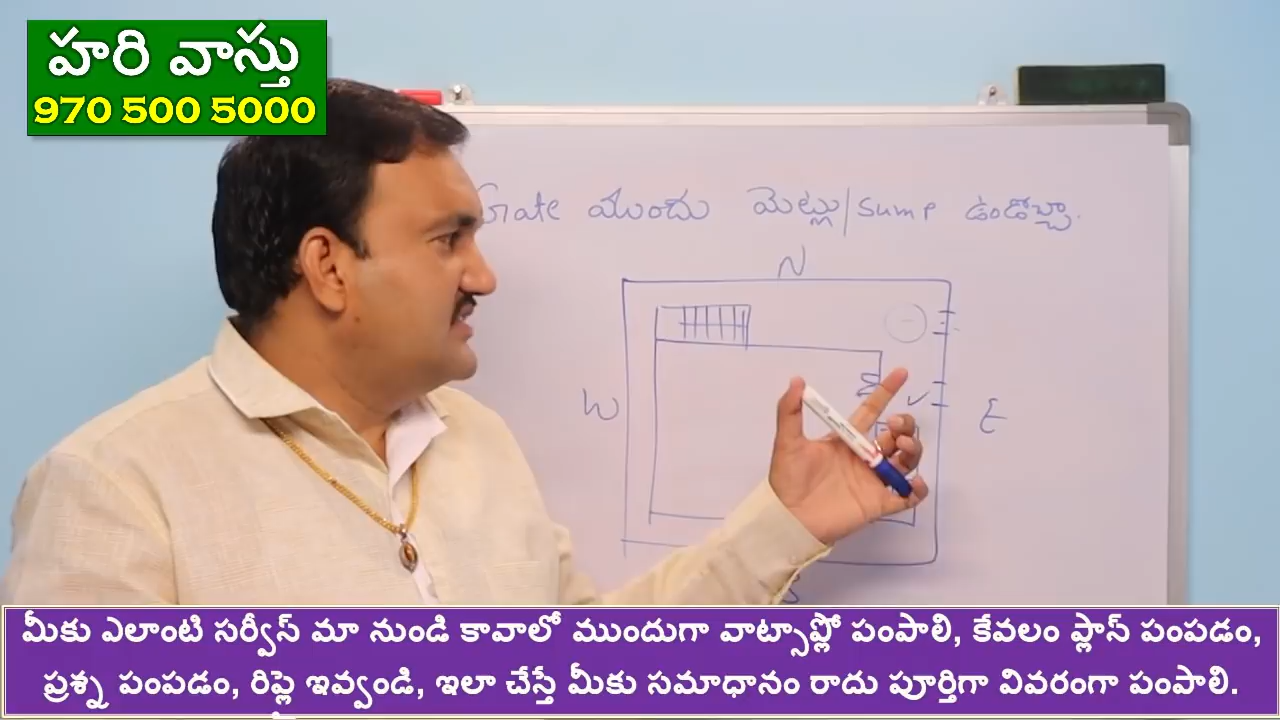 హరి వాస్తు
970 500 5000
Gate ముందు మెట్లు/sump ఉండొచ్చా.
N
W
E
S
మీకు ఎలాంటి సర్వీస్ మా నుండి కావాలో ముందుగా వాట్సాప్లో పంపాలి, కేవలం ప్లాన్ పంపడం,
ప్రశ్న పంపడం, రిప్లై ఇవ్వండి, ఇలా చేస్తే మీకు సమాధానం రాదు పూర్తిగా వివరంగా పంపాలి.